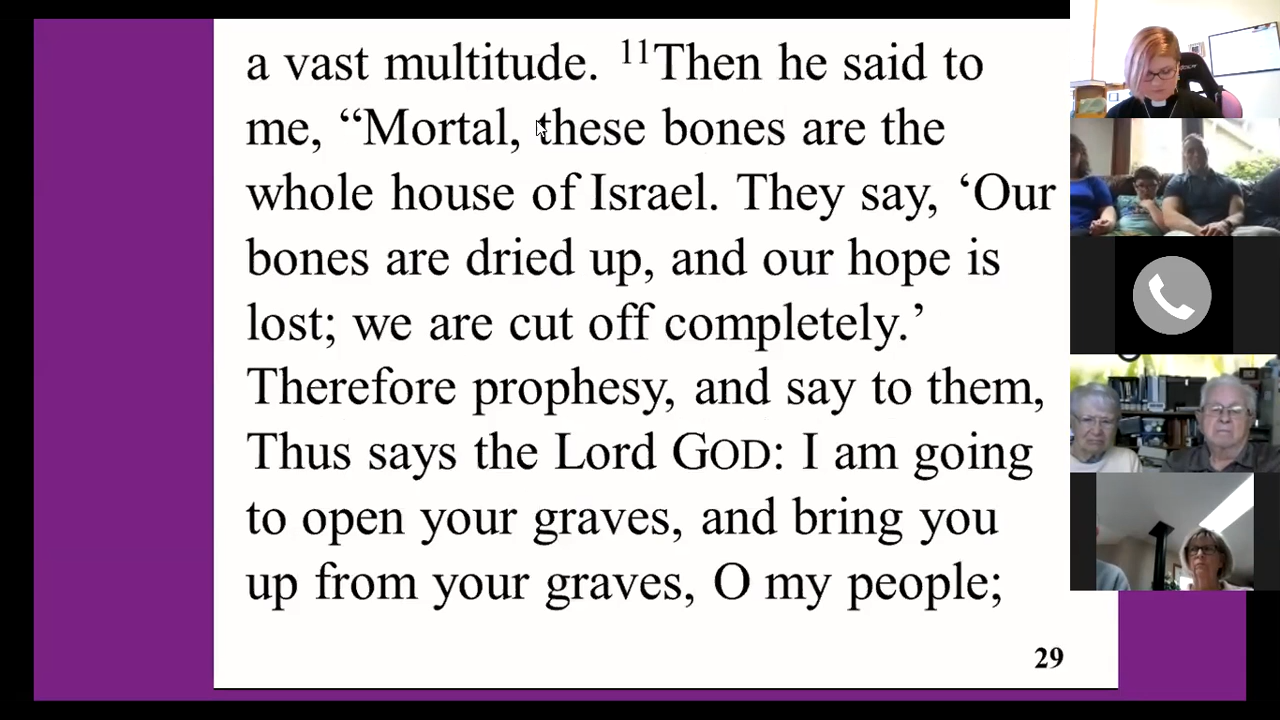 a vast multitude. ¹¹Then he said to
me, “Mortal, these bones are the
whole house of Israel. They say, ‘Our
bones are dried up, and our hope is
lost; we are cut off completely.’
Therefore prophesy, and say to them,
Thus says the Lord GOD: I am going
to open your graves, and bring you
up from your graves, O my people;
29